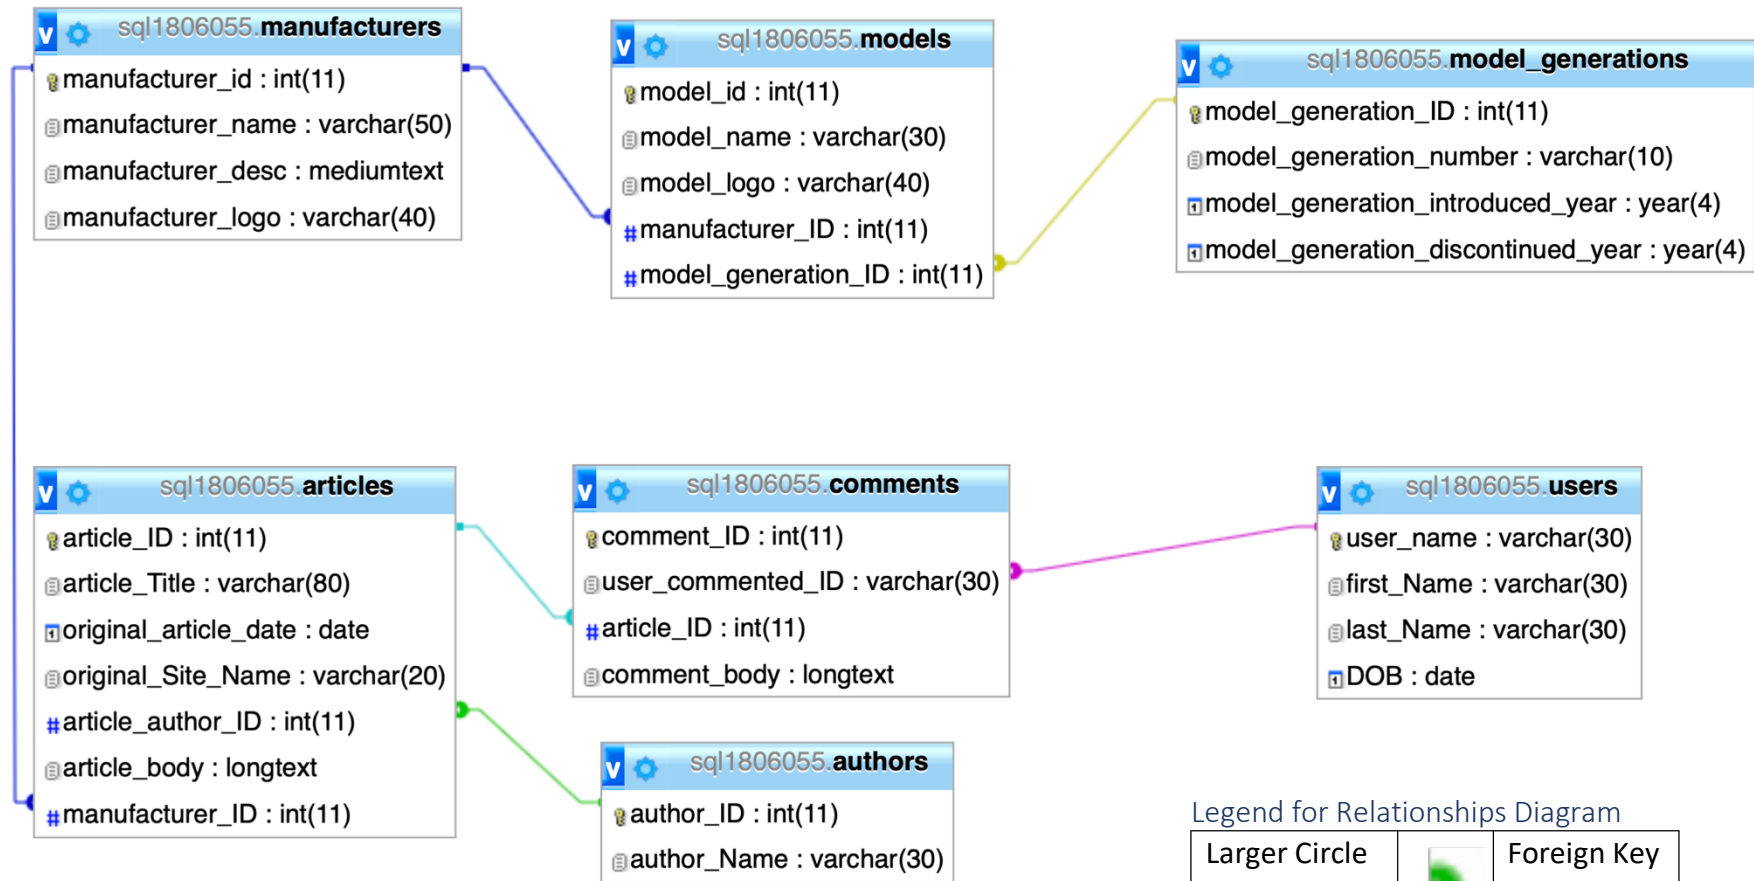 sql1806055.manufacturers
manufacturer_id : int(11)
manufacturer_name : varchar(50)
manufacturer_desc : mediumtext
manufacturer_logo : varchar(40)
sql1806055.models
model_id : int(11)
model_name : varchar(30)
model_logo : varchar(40)
manufacturer_ID : int(11)
model_generation_ID : int(11)
sql1806055.model_generations
model_generation_ID : int(11)
model_generation_number : varchar(10)
model_generation_introduced_year : year(4)
model_generation_discontinued_year : year(4)
sql1806055.articles
article_ID : int(11)
article_Title : varchar(80)
original_article_date : date
original_Site_Name : varchar(20)
article_author_ID : int(11)
article_body : longtext
manufacturer_ID : int(11)
sql1806055.comments
comment_ID : int(11)
user_commented_ID : varchar(30)
article_ID : int(11)
comment_body : longtext
sql1806055.users
user_name : varchar(30)
first_Name : varchar(30)
last_Name : varchar(30)
DOB : date
sql1806055.authors
author_ID : int(11)
author_Name : varchar(30)
Legend for Relationships Diagram
Larger Circle
Foreign Key